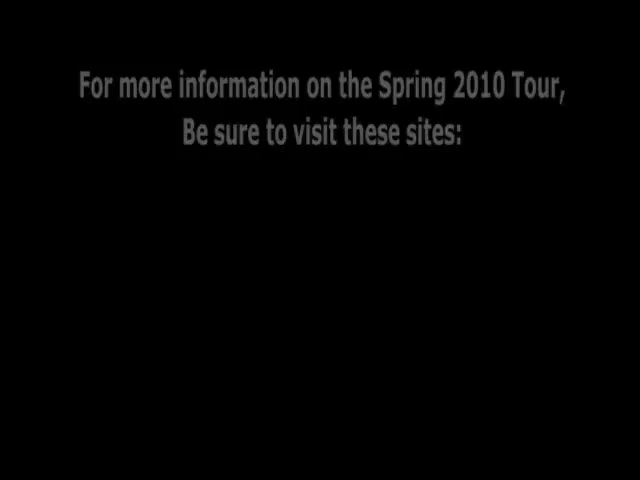 For more information on the Spring 2010 Tour,
Be sure to visit these sites: